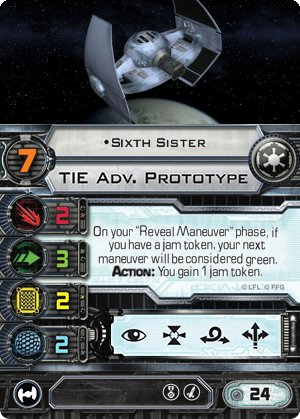 •Sixth Sister
7
TIE Adv. Prototype
2
3
2
2
On your "Reveal Maneuver" phase, if
you have a jam token, your next
maneuver will be considered green.
Action: You gain 1 jam token.
© LFL © FFG
24